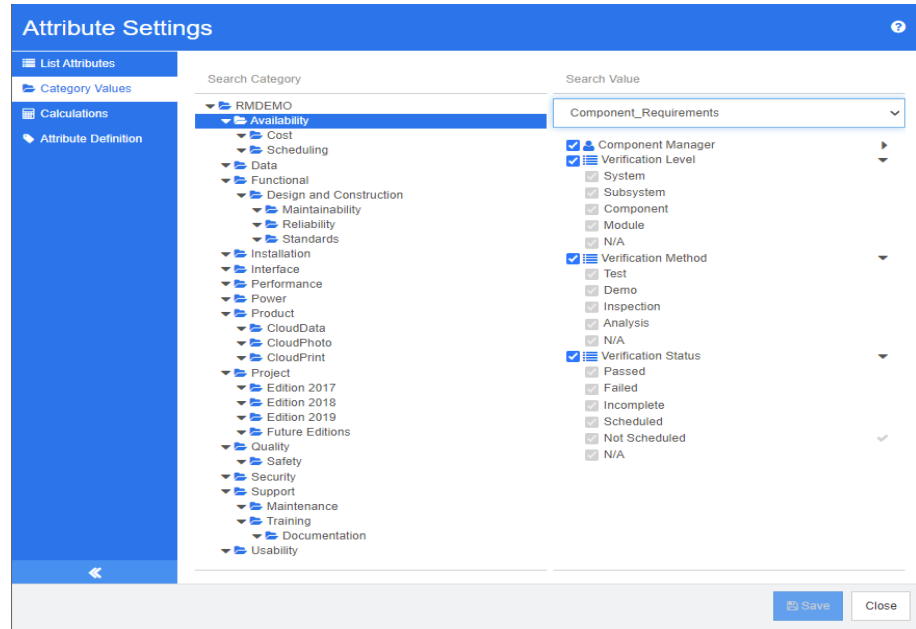 Attribute Settings
List Attributes
Category Values
Calculations
Attribute Definition
Search Category
RMDEMO
Availability
Cost
Scheduling
Data
Functional
Design and Construction
Maintainability
Reliability
Standards
Installation
Interface
Performance
Power
Product
CloudData
CloudPhoto
CloudPrint
Project
Edition 2017
Edition 2018
Edition 2019
Future Editions
Quality
Safety
Security
Support
Maintenance
Training
Documentation
Usability
Search Value
Component_Requirements
Component Manager
Verification Level
System
Subsystem
Component
Module
N/A
Verification Method
Test
Demo
Inspection
Analysis
N/A
Verification Status
Passed
Failed
Incomplete
Scheduled
Not Scheduled
N/A
Save
Close